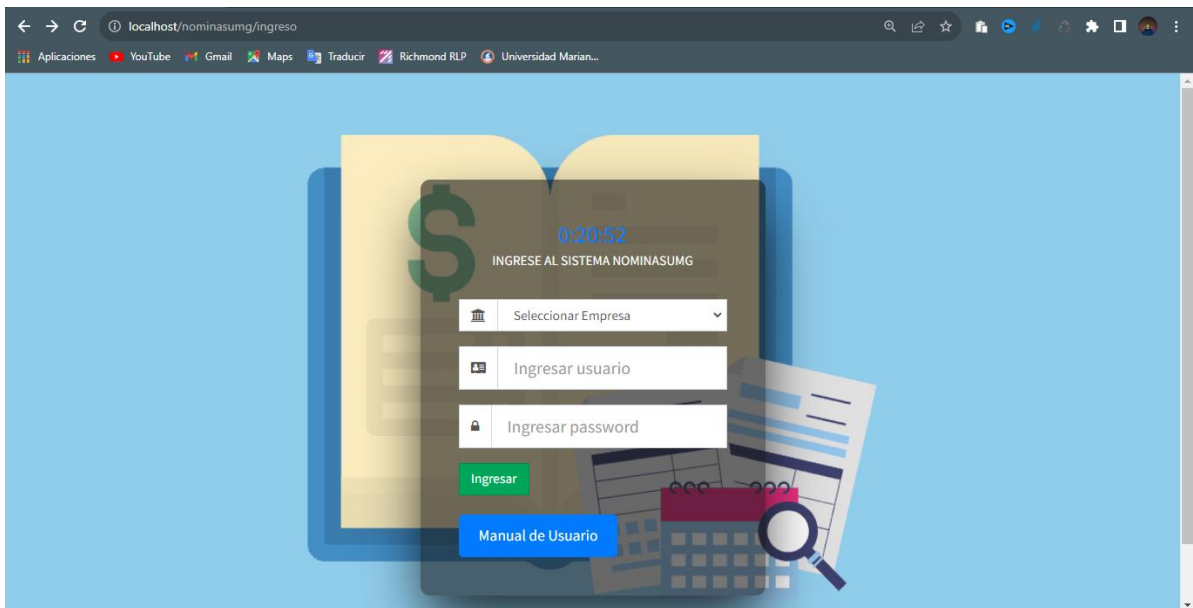 localhost/nominasumg/ingreso
Aplicaciones YouTube Gmail Maps Traducir Richmond RLP Universidad Marian...
$
0:20:52
INGRESE AL SISTEMA NOMINASUMG
Seleccionar Empresa
Ingresar usuario
Ingresar password
Ingresar
Manual de Usuario